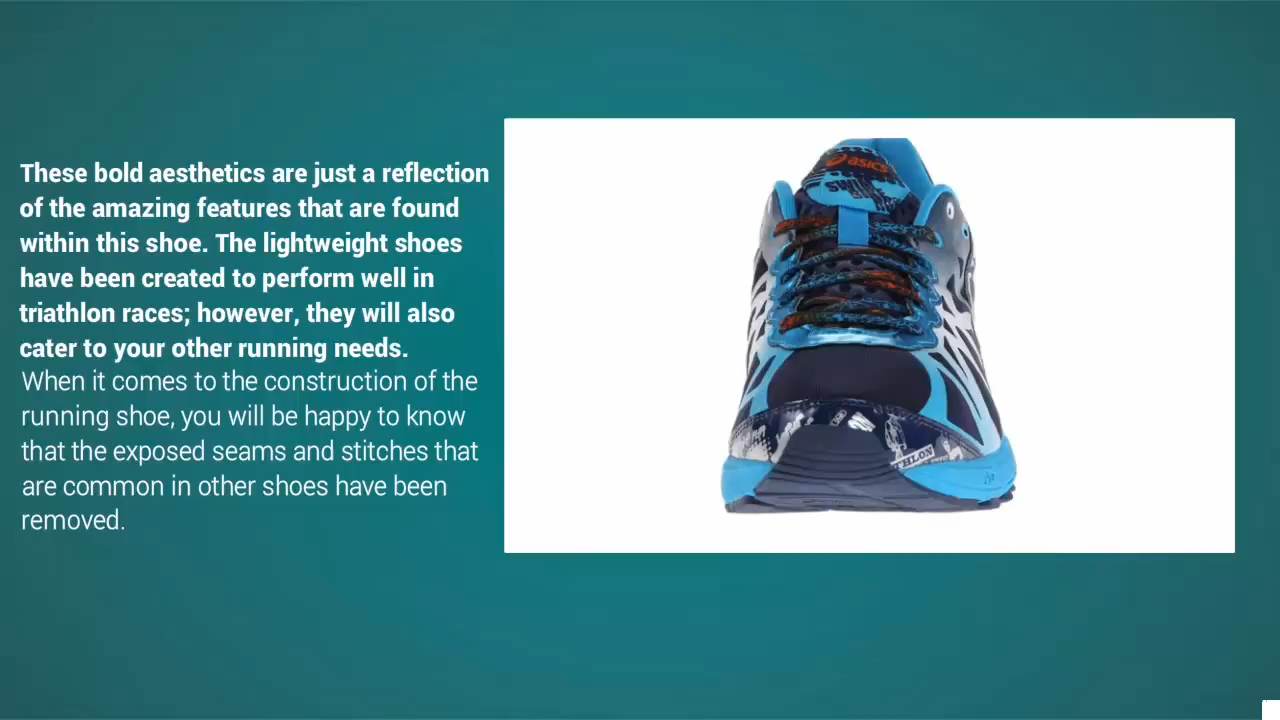 These bold aesthetics are just a reflection
of the amazing features that are found
within this shoe. The lightweight shoes
have been created to perform well in
triathlon races; however, they will also
cater to your other running needs.
When it comes to the construction of the
running shoe, you will be happy to know
that the exposed seams and stitches that
are common in other shoes have been
removed.
asics